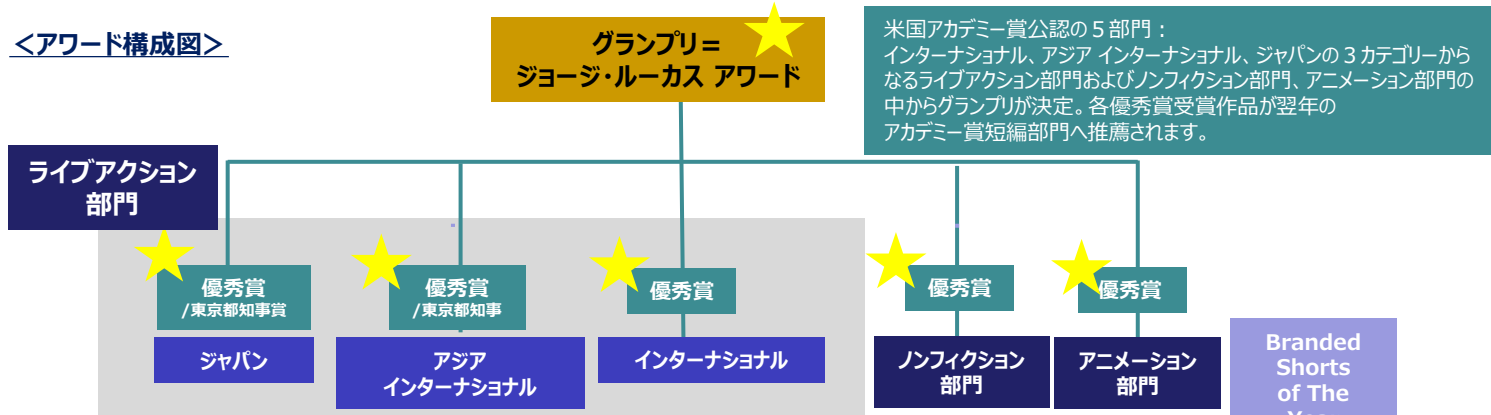 <アワード構成図>
グランプリ＝
ジョージ・ルーカス アワード
米国アカデミー賞公認の５部門：
インターナショナル、アジア インターナショナル、ジャパンの３カテゴリーから
なるライブアクション部門およびノンフィクション部門、アニメーション部門の
中からグランプリが決定。各優秀賞受賞作品が翌年の
アカデミー賞短編部門へ推薦されます。
ライブアクション
部門
優秀賞
/東京都知事賞
優秀賞
/東京都知事
優秀賞
優秀賞
優秀賞
ジャパン
アジア
インターナショナル
インターナショナル
ノンフィクション
部門
アニメーション
部門
Branded
Shorts
of The